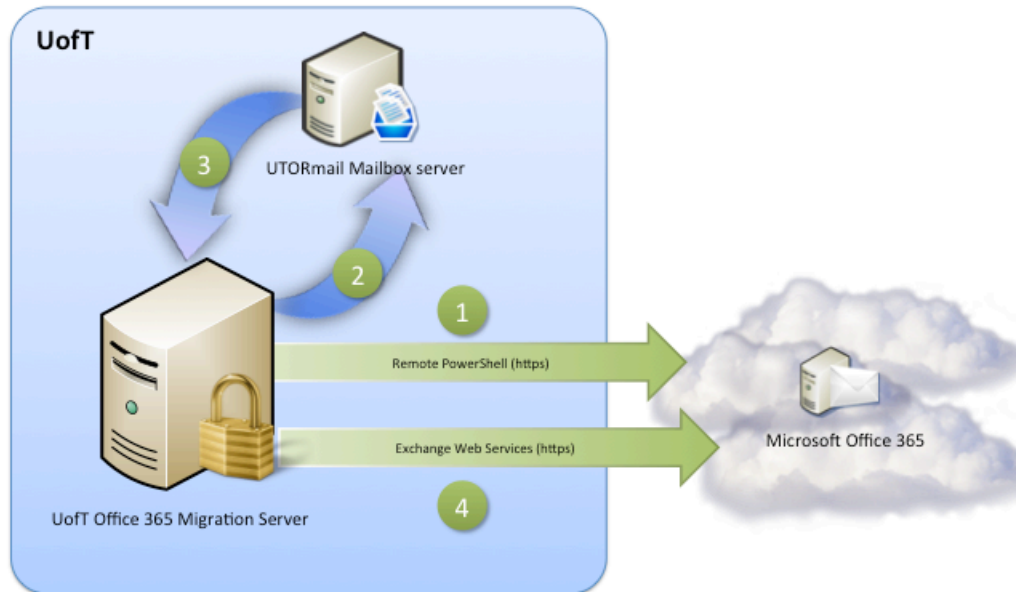 UofT
3
UTORmail Mailbox server
2
1
Remote PowerShell (https)
Microsoft Office 365
Exchange Web Services (https)
4
UofT Office 365 Migration Server